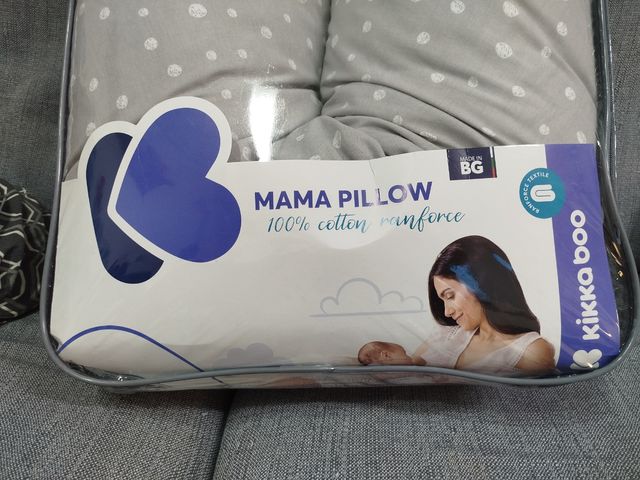 MADE IN
BG
RANFORCE TEXTILE
MAMA PILLOW
100% cotton ranforce
kikka boo